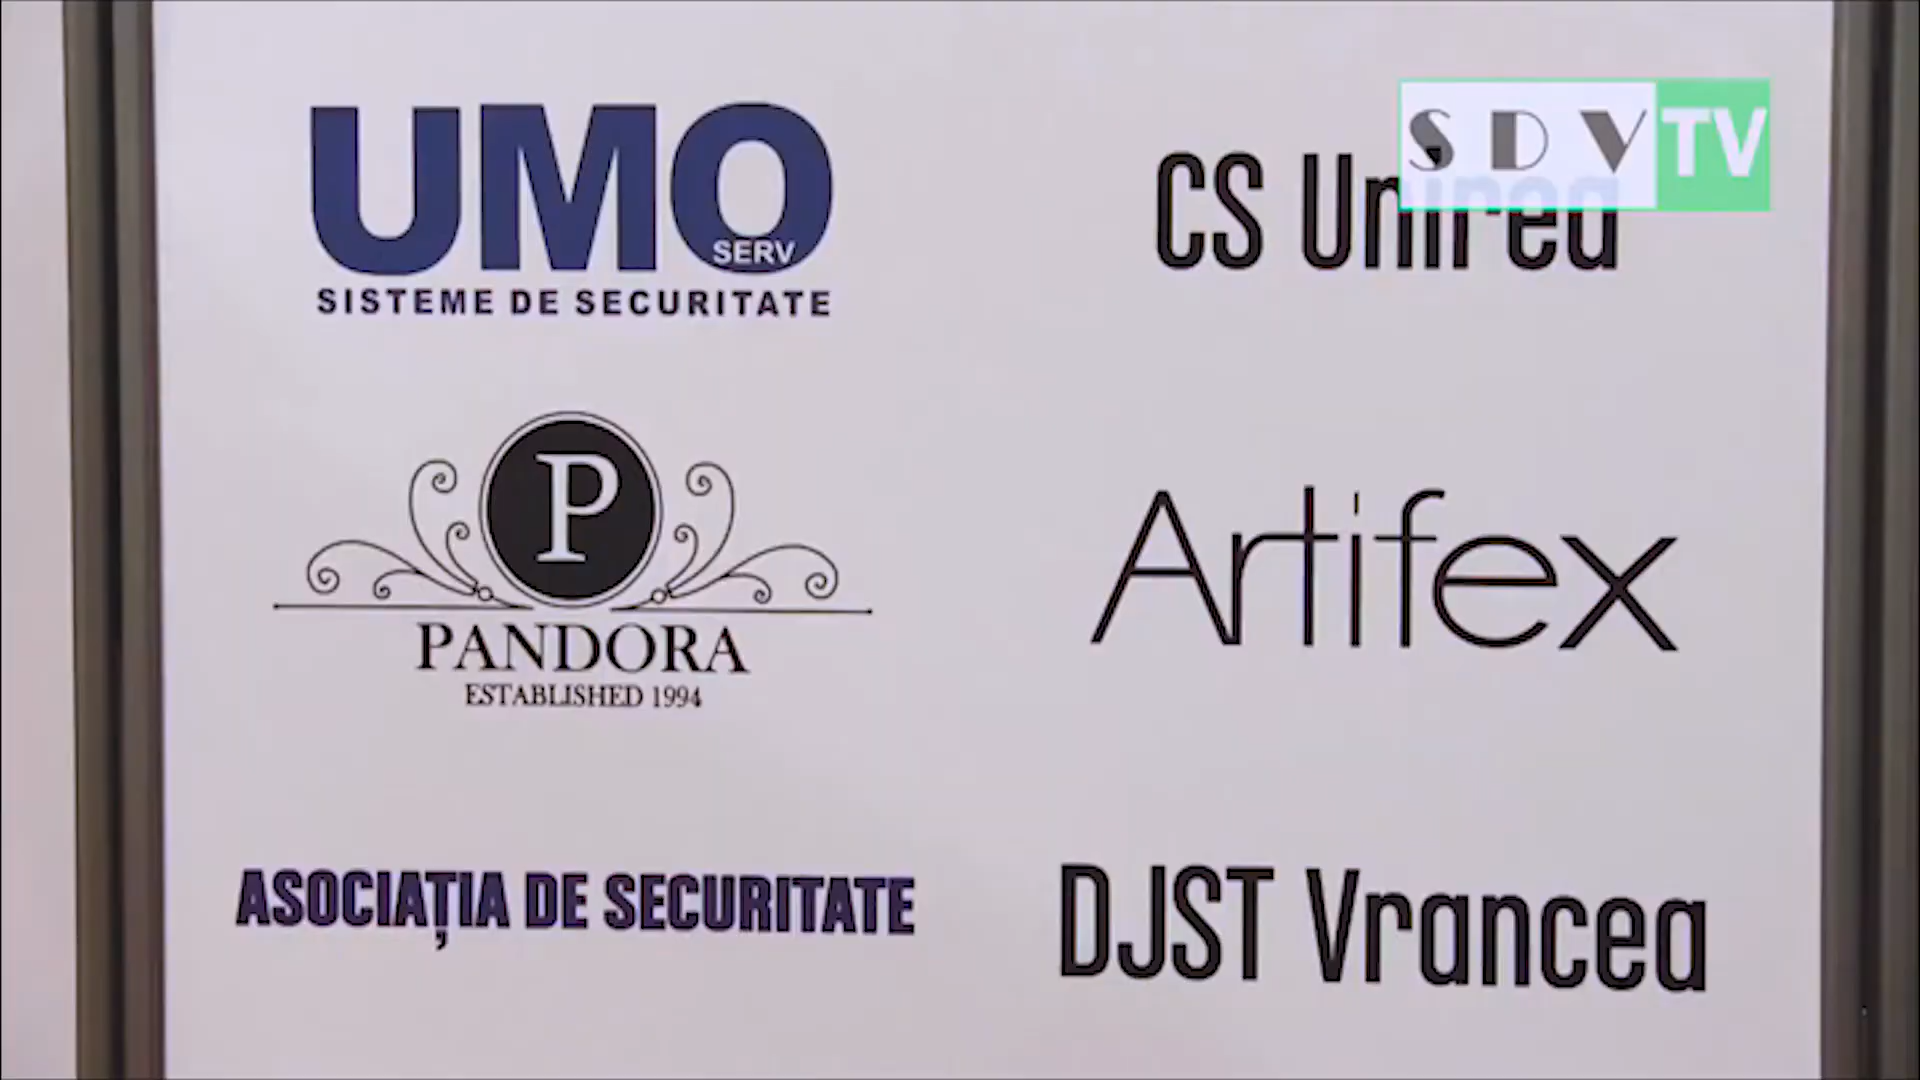 UMO
SERV
SISTEME DE SECURITATE
CS Unirea
SDV TV
P
PANDORA
ESTABLISHED 1994
Artifex
ASOCIAȚIA DE SECURITATE
DJST Vrancea